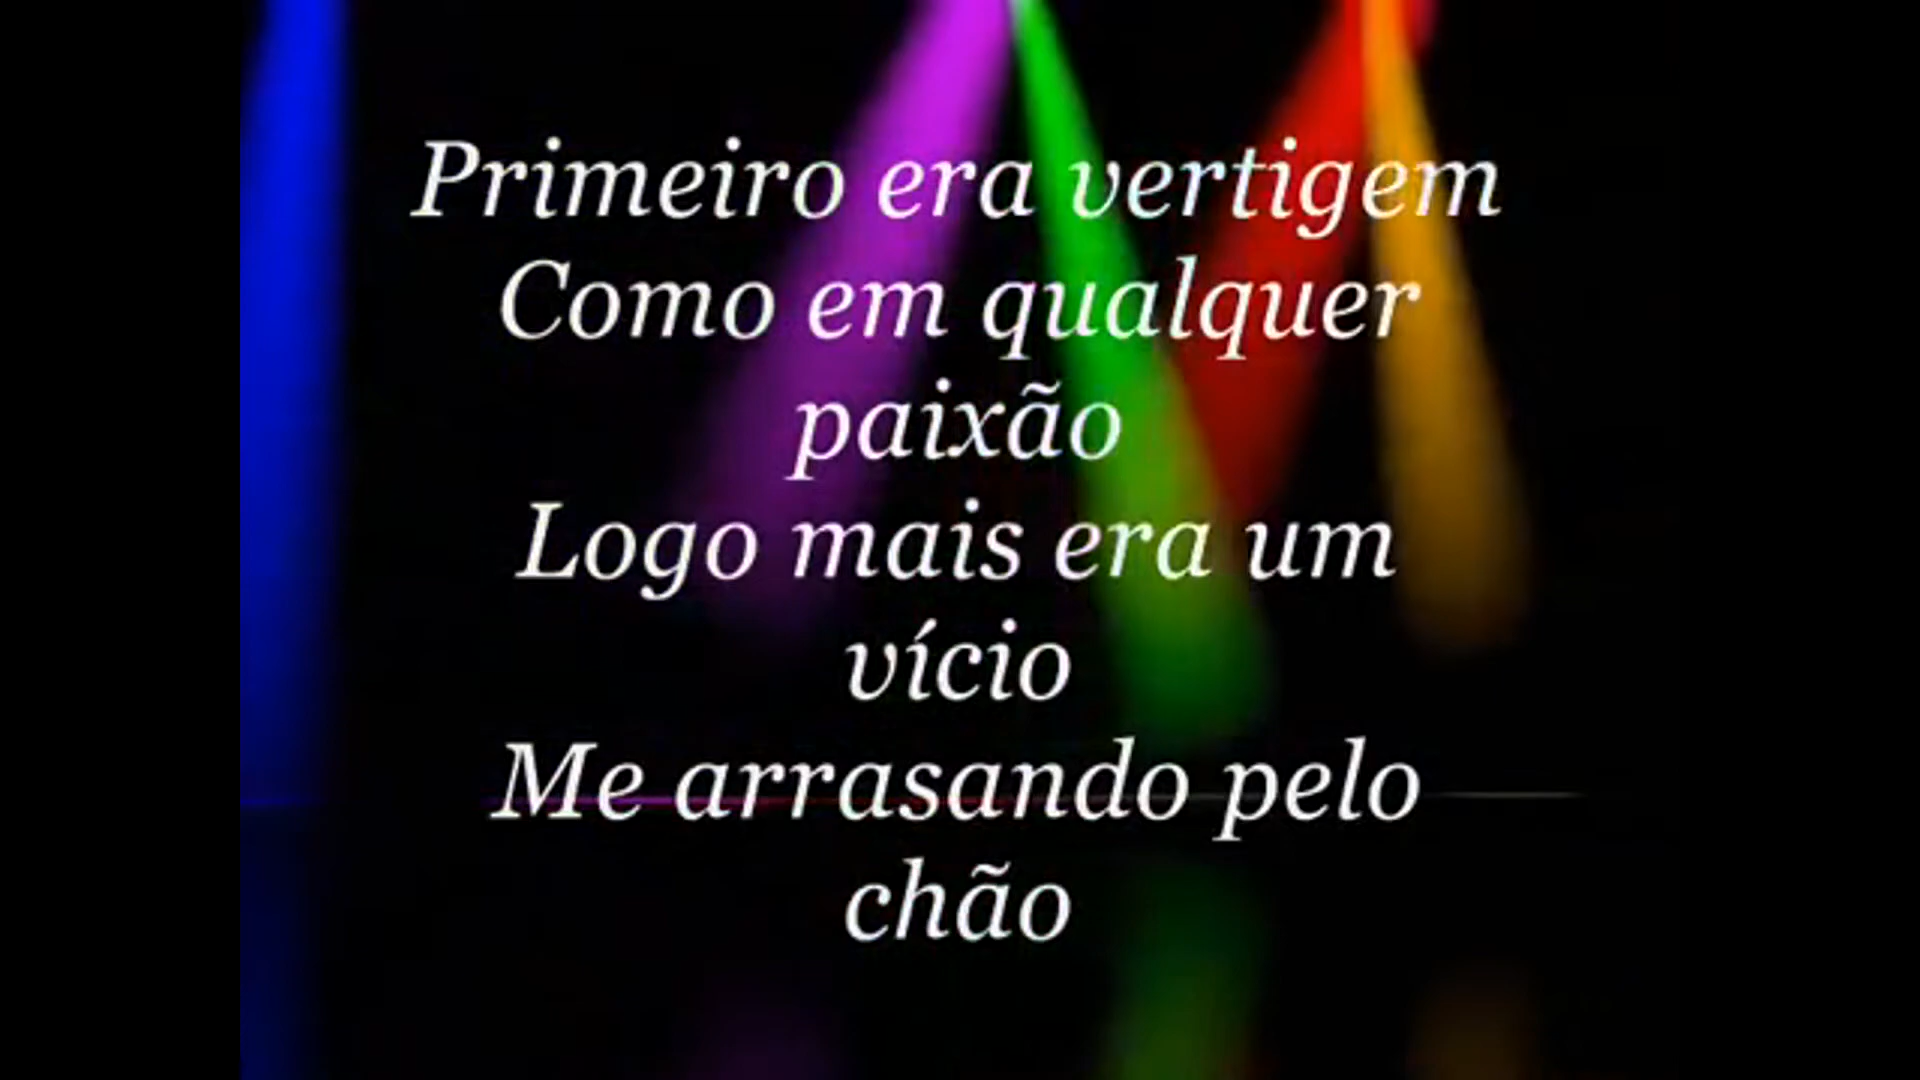 Primeiro era vertigem
Como em qualquer
paixão
Logo mais era um
vício
Me arrasando pelo
chão